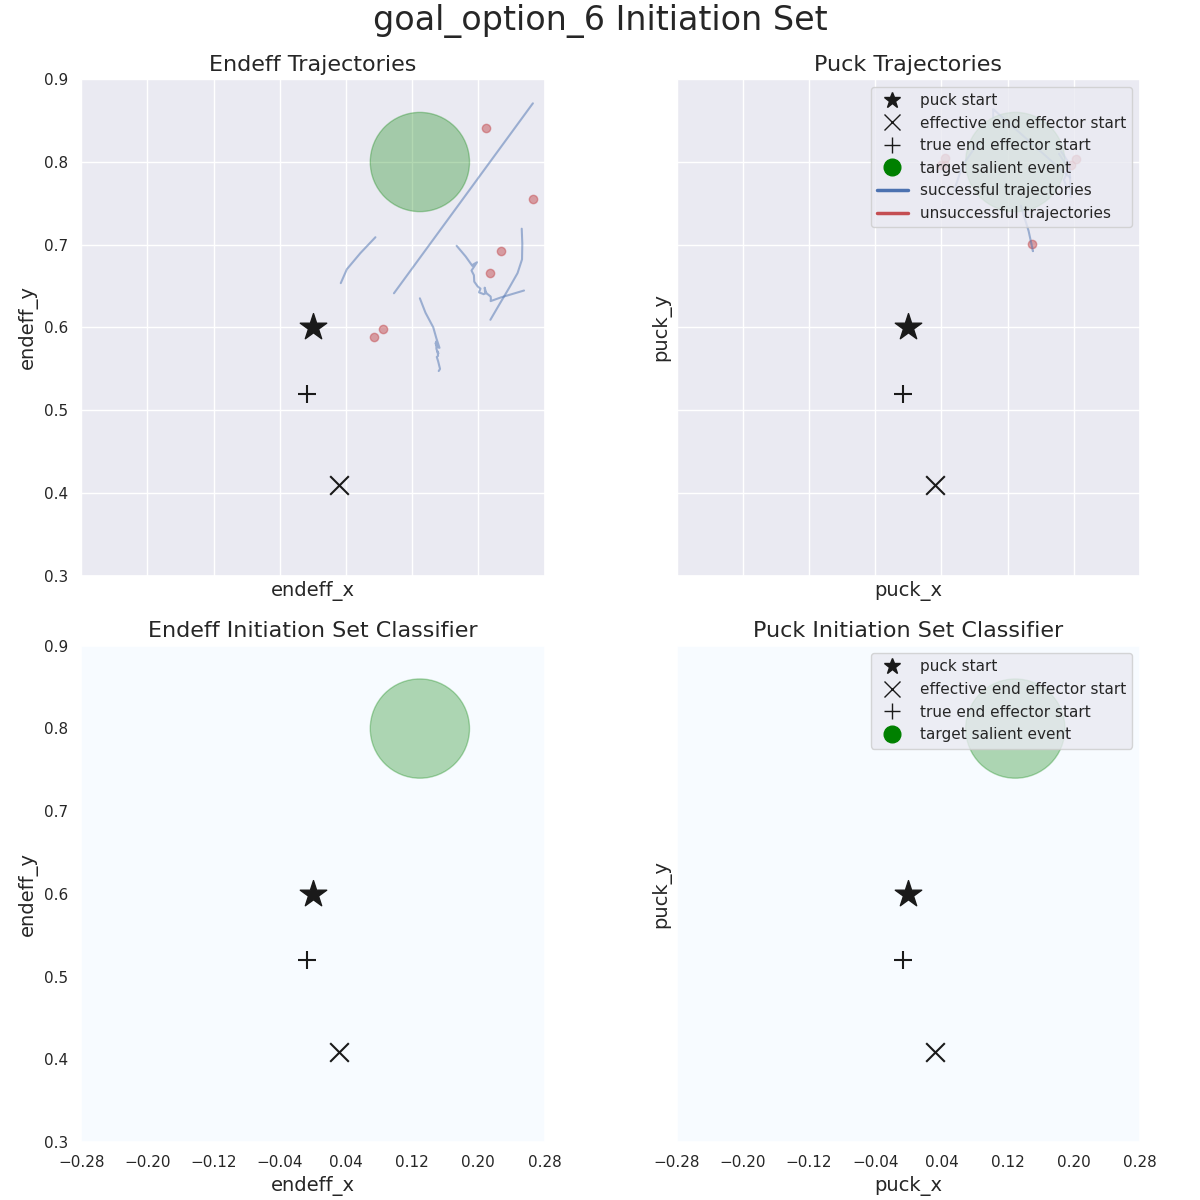 goal_option_6 Initiation Set
Endeff Trajectories
Puck Trajectories
0.9
0.8
0.7
0.6
0.5
0.4
0.3
endeff_y
endeff_x
puck start
effective end effector start
true end effector start
target salient event
successful trajectories
unsuccessful trajectories
puck_y
puck_x
Endeff Initiation Set Classifier
Puck Initiation Set Classifier
0.9
0.8
0.7
0.6
0.5
0.4
0.3
endeff_y
−0.28 −0.20 −0.12 −0.04 0.04 0.12 0.20 0.28
endeff_x
puck start
effective end effector start
true end effector start
target salient event
puck_y
−0.28 −0.20 −0.12 −0.04 0.04 0.12 0.20 0.28
puck_x